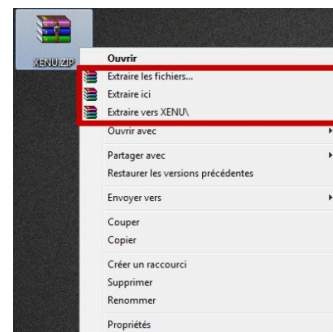 XENU.ZIP
Ouvrir
Extraire les fichiers...
Extraire ici
Extraire vers XENU\
Ouvrir avec
Partager avec
Restaurer les versions précédentes
Envoyer vers
Couper
Copier
Créer un raccourci
Supprimer
Renommer
Propriétés